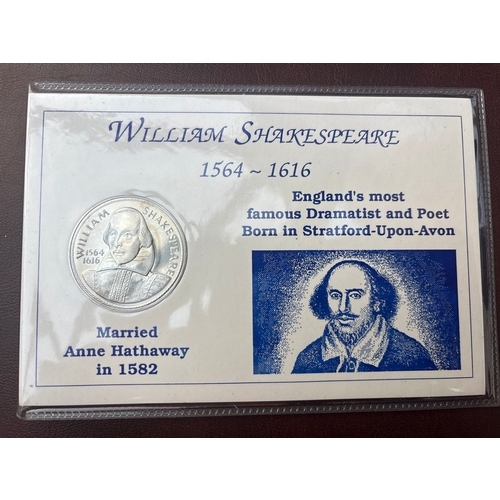 WILLIAM SHAKESPEARE
1564 ~ 1616
England's most
famous Dramatist and Poet
Born in Stratford-Upon-Avon
WILLIAM SHAKESPEARE
1564
1616
Married
Anne Hathaway
in 1582